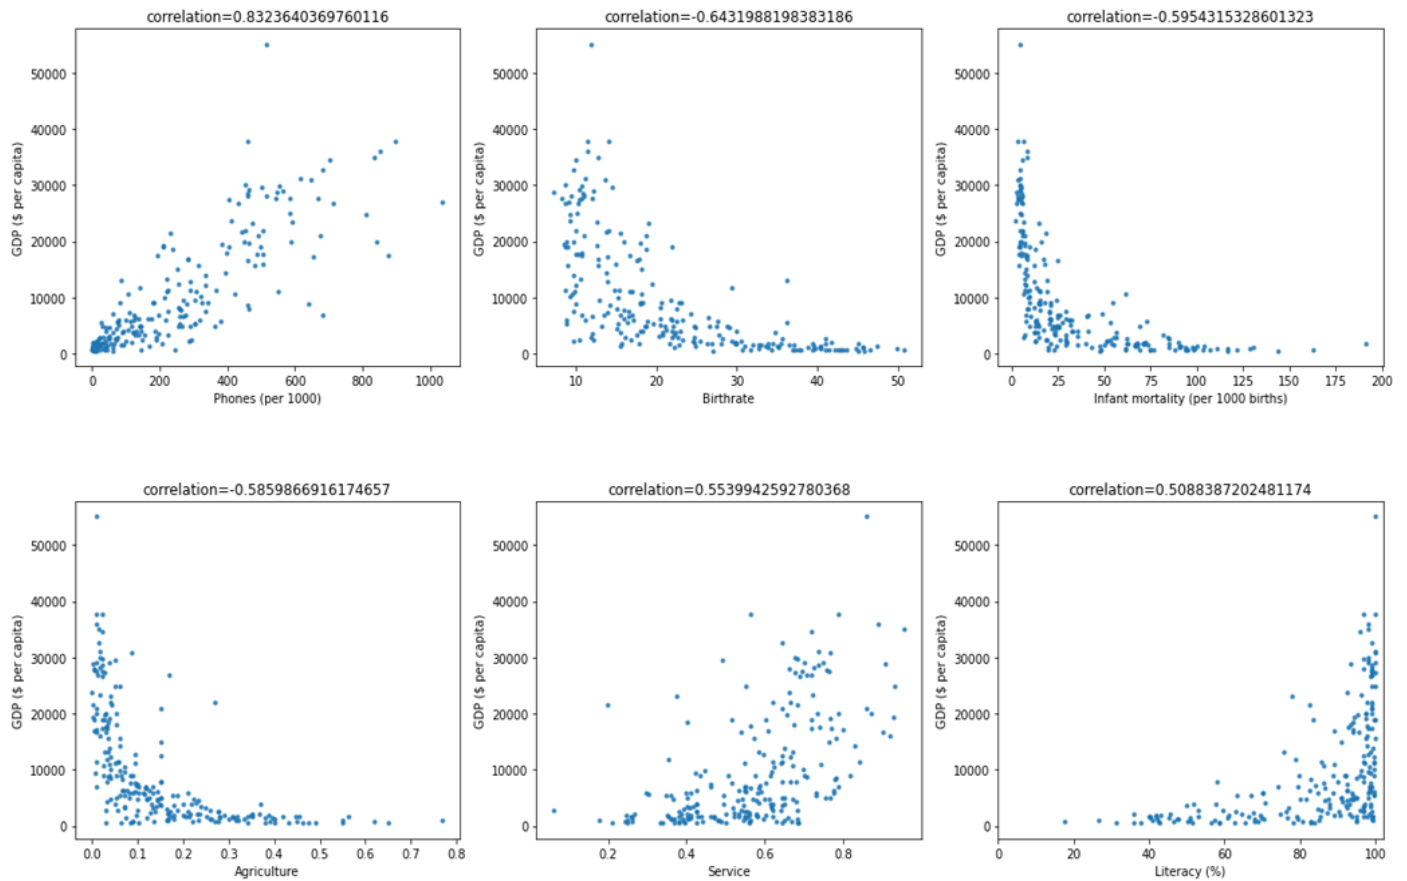 correlation=0.8323640369760116
GDP ($ per capita)
50000
40000
30000
20000
10000
0
0 200 400 600 800 1000
Phones (per 1000)
correlation=-0.6431988198383186
GDP ($ per capita)
50000
40000
30000
20000
10000
0
10 20 30 40 50
Birthrate
correlation=-0.5954315328601323
GDP ($ per capita)
50000
40000
30000
20000
10000
0
0 25 50 75 100 125 150 175 200
Infant mortality (per 1000 births)
correlation=-0.5859866916174657
GDP ($ per capita)
50000
40000
30000
20000
10000
0
0.0 0.1 0.2 0.3 0.4 0.5 0.6 0.7 0.8
Agriculture
correlation=0.5539942592780368
GDP ($ per capita)
50000
40000
30000
20000
10000
0
0.2 0.4 0.6 0.8
Service
correlation=0.5088387202481174
GDP ($ per capita)
50000
40000
30000
20000
10000
0
0 20 40 60 80 100
Literacy (%)